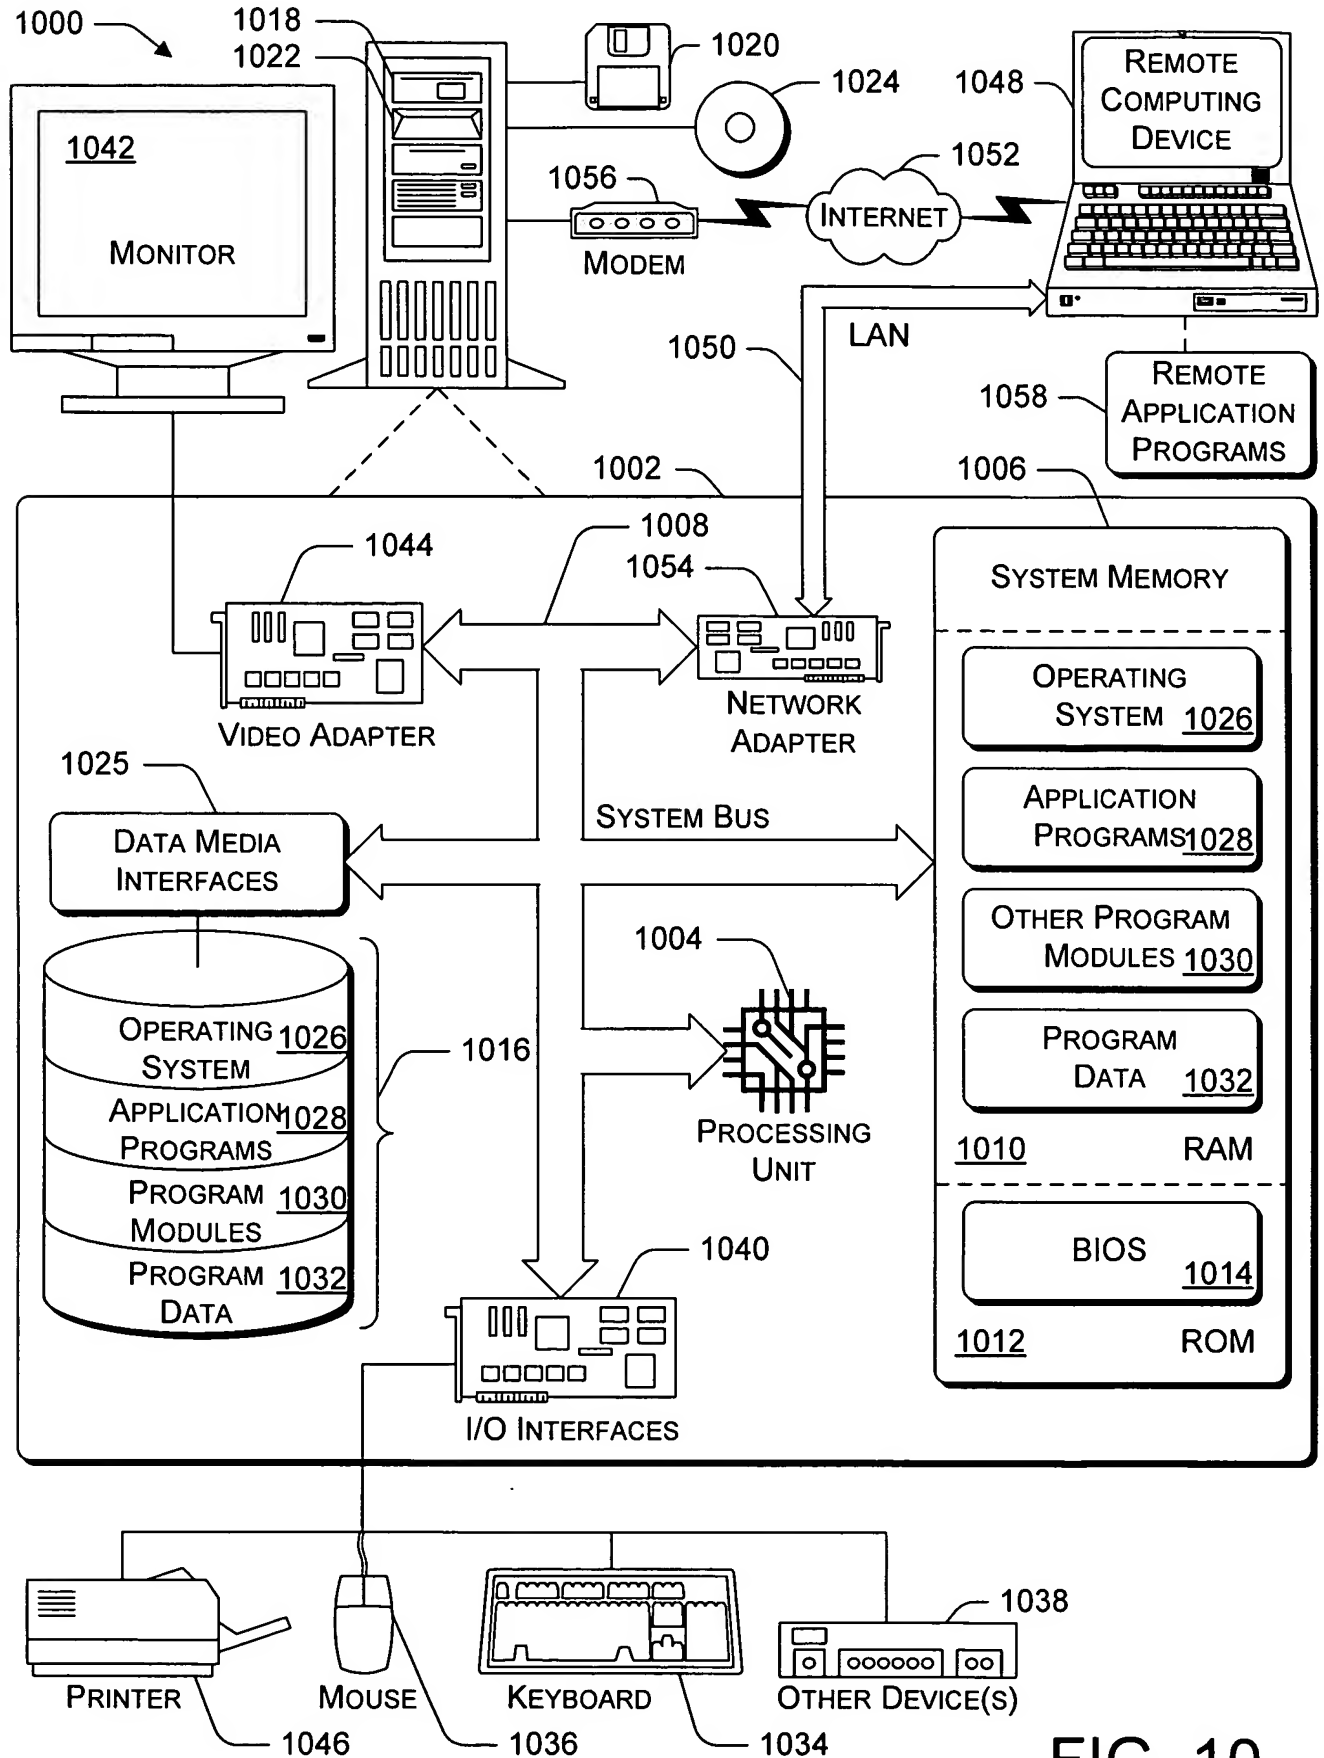 1000
1018
1022
1020
1024
1048
REMOTE
COMPUTING
DEVICE
1042
MONITOR
1056
MODEM
1052
INTERNET
1050
LAN
1058
REMOTE
APPLICATION
PROGRAMS
1002
1006
1044
1008
1054
SYSTEM MEMORY
VIDEO ADAPTER
NETWORK
ADAPTER
OPERATING
SYSTEM 1026
1025
DATA MEDIA
INTERFACES
SYSTEM BUS
APPLICATION
PROGRAMS 1028
OTHER PROGRAM
MODULES 1030
1004
PROCESSING
UNIT
PROGRAM
DATA 1032
1010 RAM
OPERATING 1026
SYSTEM
APPLICATION 1028
PROGRAMS
PROGRAM 1030
MODULES
PROGRAM 1032
DATA
1016
1040
I/O INTERFACES
BIOS
1014
1012 ROM
PRINTER
1046
MOUSE
1036
KEYBOARD
1034
1038
OTHER DEVICE(S)
FIG. 10